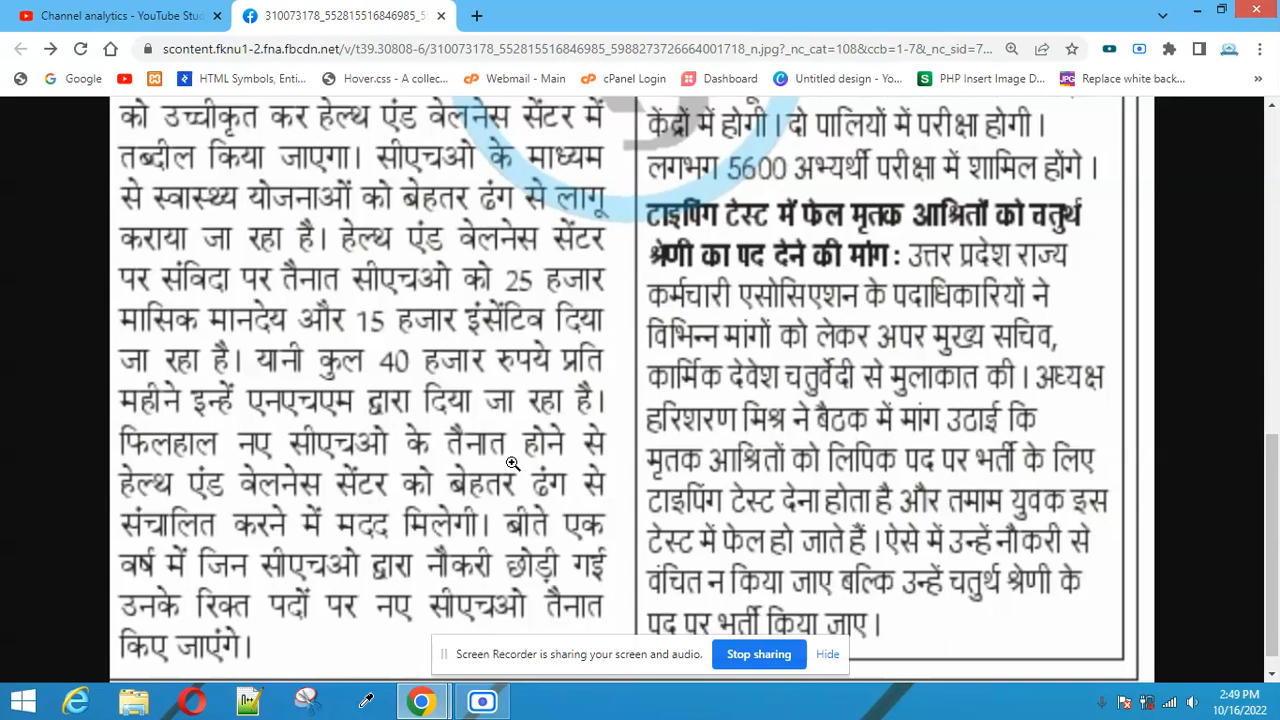 Channel analytics - YouTube Stu
310073178_552815516846985_5
scontent.fknu1-2.fna.fbcdn.net/v/t39.30808-6/310073178_552815516846985_5988273726664001718_n.jpg?_nc_cat=108&ccb=1-7&_nc_sid=7...
Google
HTML Symbols, Enti...
Hover.css - A collec...
Webmail - Main
cPanel Login
Dashboard
Untitled Design - Yo...
PHP Insert Image D...
Replace white back...
को उच्चीकृत कर हेल्थ एंड वेलनेस सेंटर में
तब्दील किया जाएगा। सीएचओ के माध्यम
से स्वास्थ्य योजनाओं को बेहतर ढंग से लागू
कराया जा रहा है। हेल्थ एंड वेलनेस सेंटर
पर संविदा पर तैनात सीएचओ को 25 हजार
मासिक मानदेय और 15 हजार इंसेंटिव दिया
जा रहा है। यानी कुल 40 हजार रुपये प्रति
महीने इन्हें एनएचएम द्वारा दिया जा रहा है।
फिलहाल नए सीएचओ के तैनात होने से
हेल्थ एंड वेलनेस सेंटर को बेहतर ढंग से
संचालित करने में मदद मिलेगी। बीते एक
वर्ष में जिन सीएचओ द्वारा नौकरी छोड़ी गई
उनके रिक्त पदों पर नए सीएचओ तैनात
किए जाएंगे।
केंद्रों में होगी। दो पालियों में परीक्षा होगी।
लगभग 5600 अभ्यर्थी परीक्षा में शामिल होंगे।
टाइपिंग टेस्ट में फेल मृतक आश्रितों को चतुर्थ
श्रेणी का पद देने की मांग : उत्तर प्रदेश राज्य
कर्मचारी एसोसिएशन के पदाधिकारियों ने
विभिन्न मांगों को लेकर अपर मुख्य सचिव,
कार्मिक देवेश चतुर्वेदी से मुलाकात की। अध्यक्ष
हरिशरण मिश्र ने बैठक में मांग उठाई कि
मृतक आश्रितों को लिपिक पद पर भर्ती के लिए
टाइपिंग टेस्ट देना होता है और तमाम युवक इस
टेस्ट में फेल हो जाते हैं। ऐसे में उन्हें नौकरी से
वंचित न किया जाए बल्कि उन्हें चतुर्थ श्रेणी के
पद पर भर्ती किया जाए।
Screen Recorder is sharing your screen and audio.
Stop sharing
Hide
2:49 PM
10/16/2022